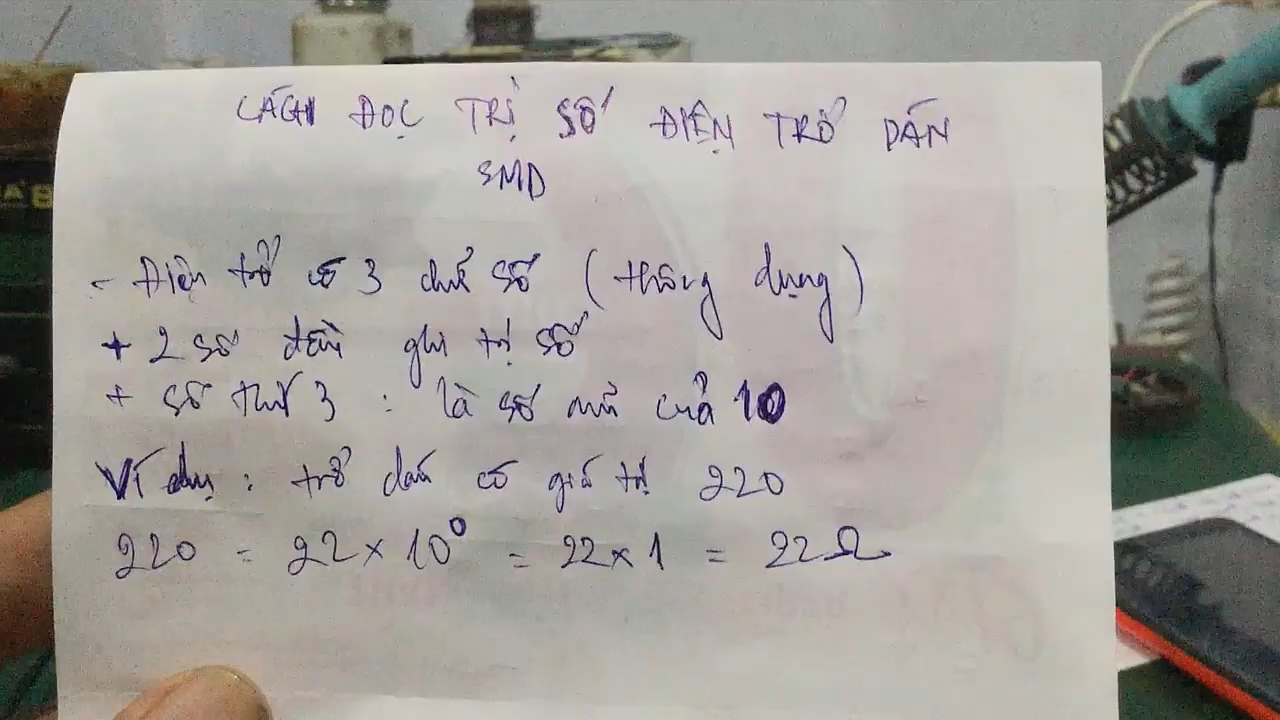 CÁCH ĐỌC TRỊ SỐ ĐIỆN TRỞ DÁN
SMD
- Điện trở có 3 chữ số (thông dụng)
+ 2 số đầu ghi trị số
+ số thứ 3 : là số mũ của 10
Ví dụ : trở dán có giá trị 220
220 = 22 × 10⁰ = 22 × 1 = 22Ω